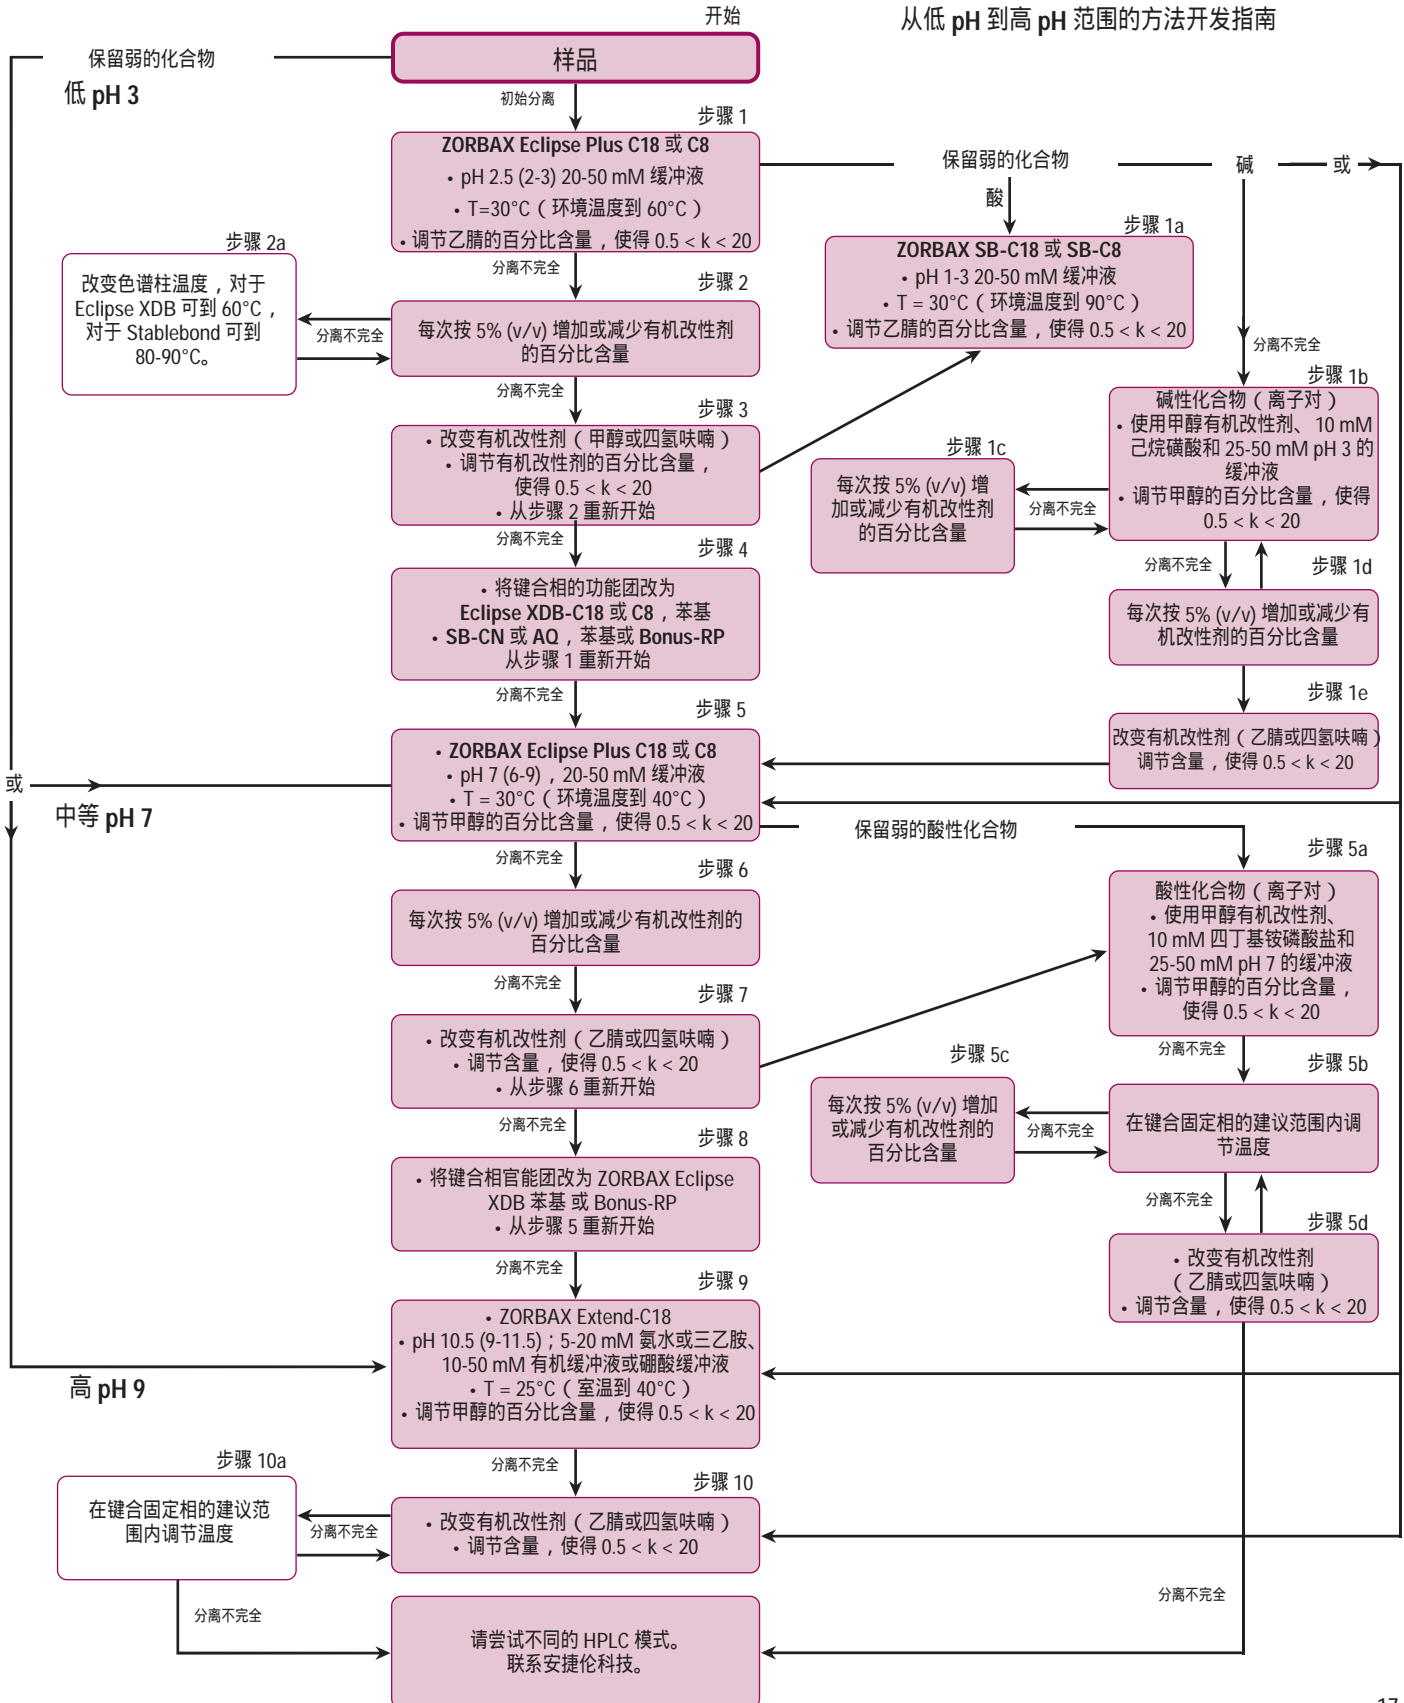 开始
从低 pH 到高 pH 范围的方法开发指南
保留弱的化合物
样品
低 pH 3
初始分离
步骤 1
ZORBAX Eclipse Plus C18 或 C8
• pH 2.5 (2-3) 20-50 mM 缓冲液
• T=30°C（环境温度到 60°C）
• 调节乙腈的百分比含量，使得 0.5 < k < 20
保留弱的化合物
碱
或
酸
步骤 1a
ZORBAX SB-C18 或 SB-C8
• pH 1-3 20-50 mM 缓冲液
• T = 30°C（环境温度到 90°C）
• 调节乙腈的百分比含量，使得 0.5 < k < 20
步骤 2a
改变色谱柱温度，对于
Eclipse XDB 可到 60°C，
对于 Stablebond 可到
80-90°C。
分离不完全
分离不完全
步骤 2
每次按 5% (v/v) 增加或减少有机改性剂
的百分比含量
分离不完全
步骤 3
• 改变有机改性剂（甲醇或四氢呋喃）
• 调节有机改性剂的百分比含量，
使得 0.5 < k < 20
• 从步骤 2 重新开始
分离不完全
步骤 1b
碱性化合物（离子对）
• 使用甲醇有机改性剂、 10 mM
己烷磺酸和 25-50 mM pH 3 的
缓冲液
• 调节甲醇的百分比含量，使得
0.5 < k < 20
步骤 1c
每次按 5% (v/v) 增
加或减少有机改性剂
的百分比含量
分离不完全
分离不完全
步骤 1d
每次按 5% (v/v) 增加或减少有
机改性剂的百分比含量
步骤 1e
改变有机改性剂（乙腈或四氢呋喃）
调节含量，使得 0.5 < k < 20
分离不完全
步骤 4
• 将键合相的功能团改为
Eclipse XDB-C18 或 C8，苯基
• SB-CN 或 AQ，苯基或 Bonus-RP
从步骤 1 重新开始
分离不完全
步骤 5
• ZORBAX Eclipse Plus C18 或 C8
• pH 7 (6-9)，20-50 mM 缓冲液
• T = 30°C（环境温度到 40°C）
• 调节甲醇的百分比含量，使得 0.5 < k < 20
或
中等 pH 7
保留弱的酸性化合物
分离不完全
步骤 6
每次按 5% (v/v) 增加或减少有机改性剂的
百分比含量
分离不完全
步骤 7
• 改变有机改性剂（乙腈或四氢呋喃）
• 调节含量，使得 0.5 < k < 20
• 从步骤 6 重新开始
步骤 5a
酸性化合物（离子对）
• 使用甲醇有机改性剂、
10 mM 四丁基铵磷酸盐和
25-50 mM pH 7 的缓冲液
• 调节甲醇的百分比含量，
使得 0.5 < k < 20
分离不完全
步骤 5b
在键合固定相的建议范围内调
节温度
步骤 5c
每次按 5% (v/v) 增加
或减少有机改性剂的
百分比含量
分离不完全
分离不完全
步骤 5d
• 改变有机改性剂
（乙腈或四氢呋喃）
• 调节含量，使得 0.5 < k < 20
分离不完全
步骤 8
• 将键合相官能团改为 ZORBAX Eclipse
XDB 苯基 或 Bonus-RP
• 从步骤 5 重新开始
分离不完全
步骤 9
• ZORBAX Extend-C18
• pH 10.5 (9-11.5)；5-20 mM 氨水或三乙胺、
10-50 mM 有机缓冲液或硼酸缓冲液
• T = 25°C（室温到 40°C）
• 调节甲醇的百分比含量，使得 0.5 < k < 20
高 pH 9
分离不完全
步骤 10
• 改变有机改性剂（乙腈或四氢呋喃）
• 调节含量，使得 0.5 < k < 20
步骤 10a
在键合固定相的建议范
围内调节温度
分离不完全
分离不完全
分离不完全
请尝试不同的 HPLC 模式。
联系安捷伦科技。
17